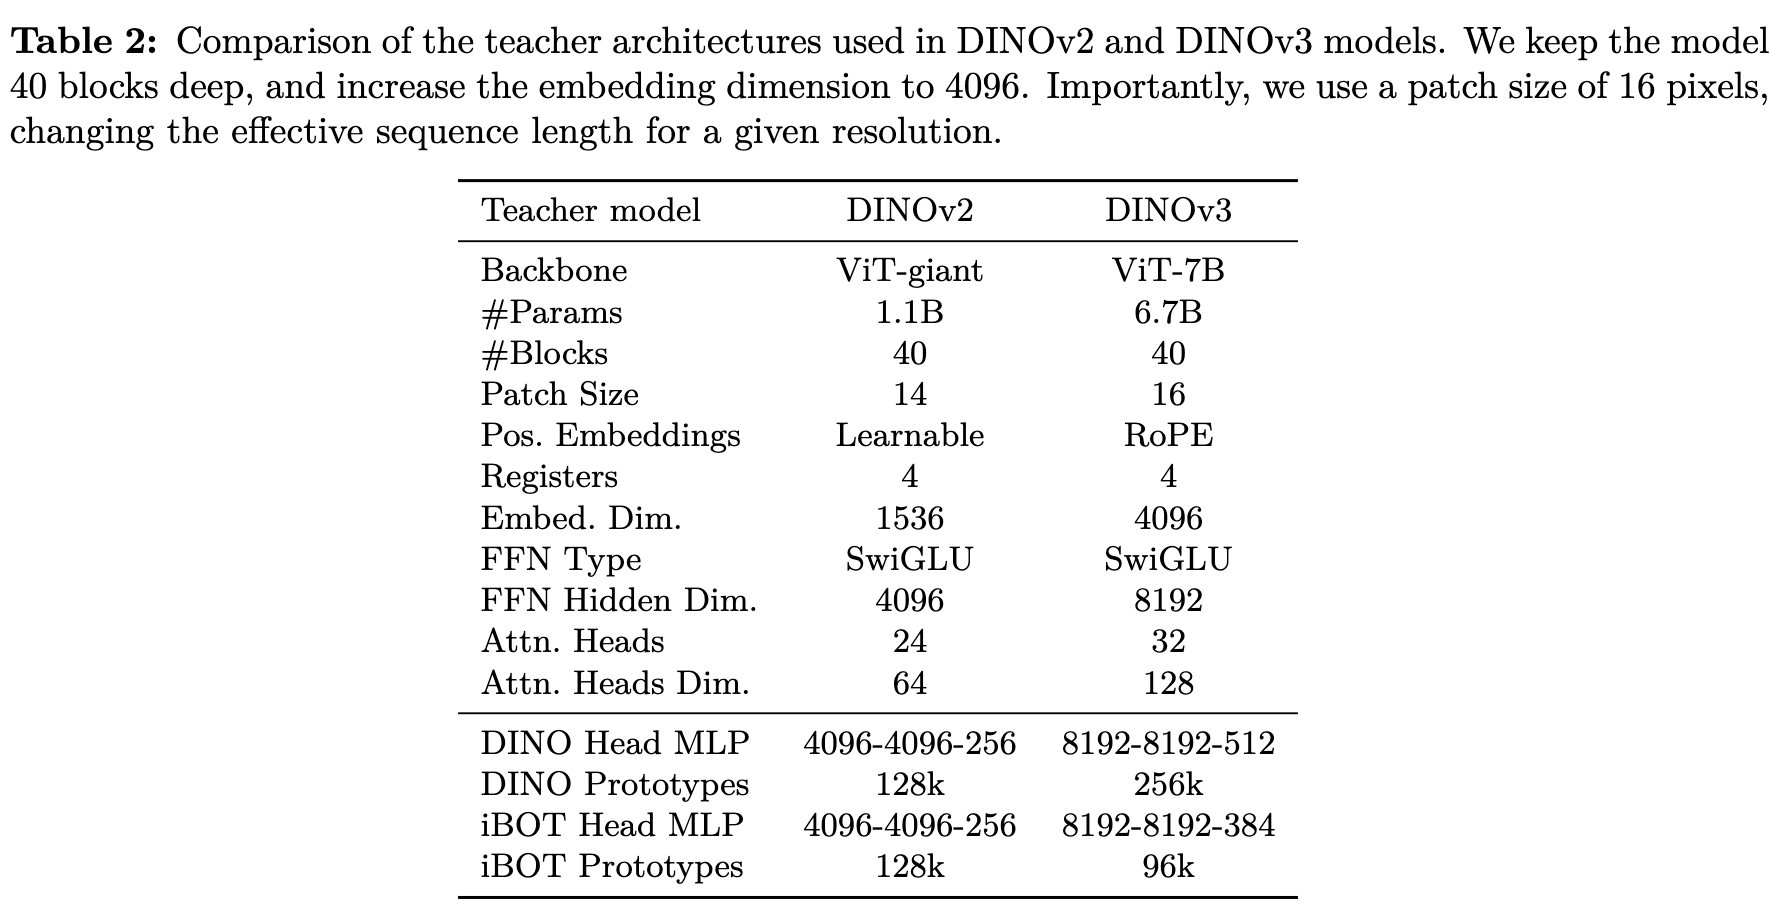 Table 2: Comparison of the teacher architectures used in DINOv2 and DINOv3 models. We keep the model
40 blocks deep, and increase the embedding dimension to 4096. Importantly, we use a patch size of 16 pixels,
changing the effective sequence length for a given resolution.
Teacher model DINOv2 DINOv3
Backbone ViT-giant ViT-7B
#Params 1.1B 6.7B
#Blocks 40 40
Patch Size 14 16
Pos. Embeddings Learnable RoPE
Registers 4 4
Embed. Dim. 1536 4096
FFN Type SwiGLU SwiGLU
FFN Hidden Dim. 4096 8192
Attn. Heads 24 32
Attn. Heads Dim. 64 128
DINO Head MLP 4096-4096-256 8192-8192-512
DINO Prototypes 128k 256k
iBOT Head MLP 4096-4096-256 8192-8192-384
iBOT Prototypes 128k 96k